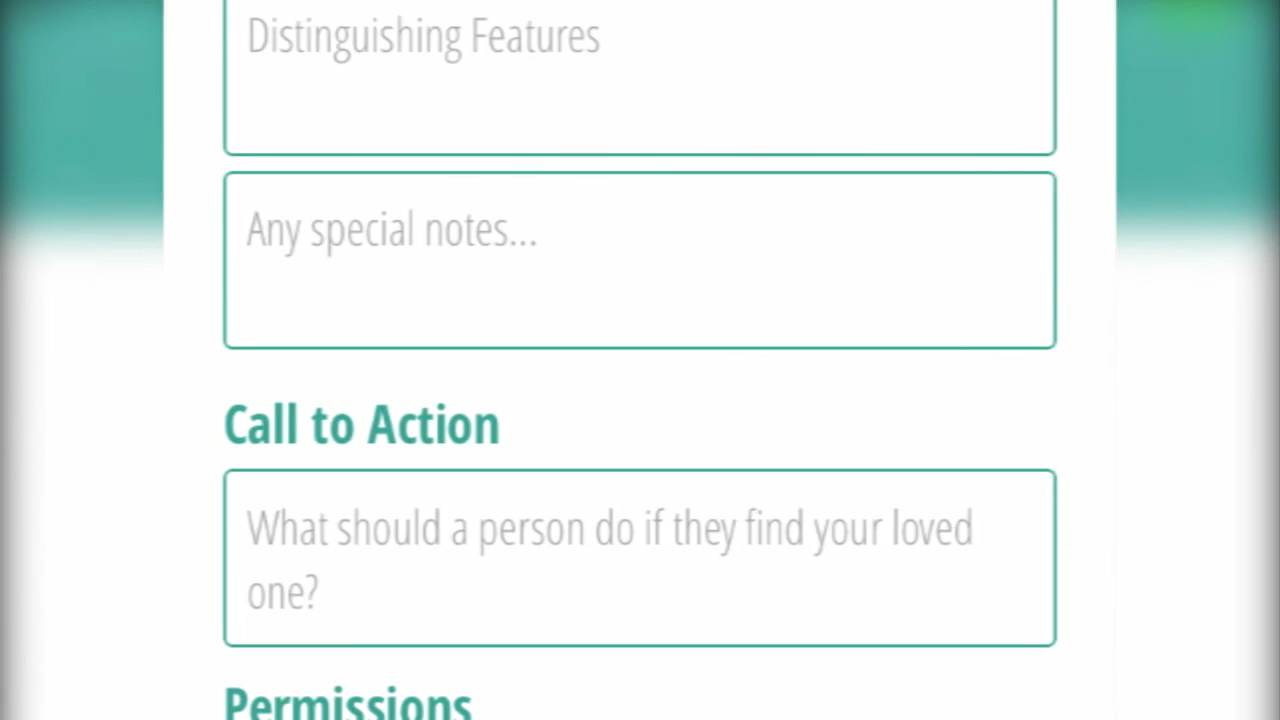 Distinguishing Features
Any special notes...
Call to Action
What should a person do if they find your loved
one?
Permissions